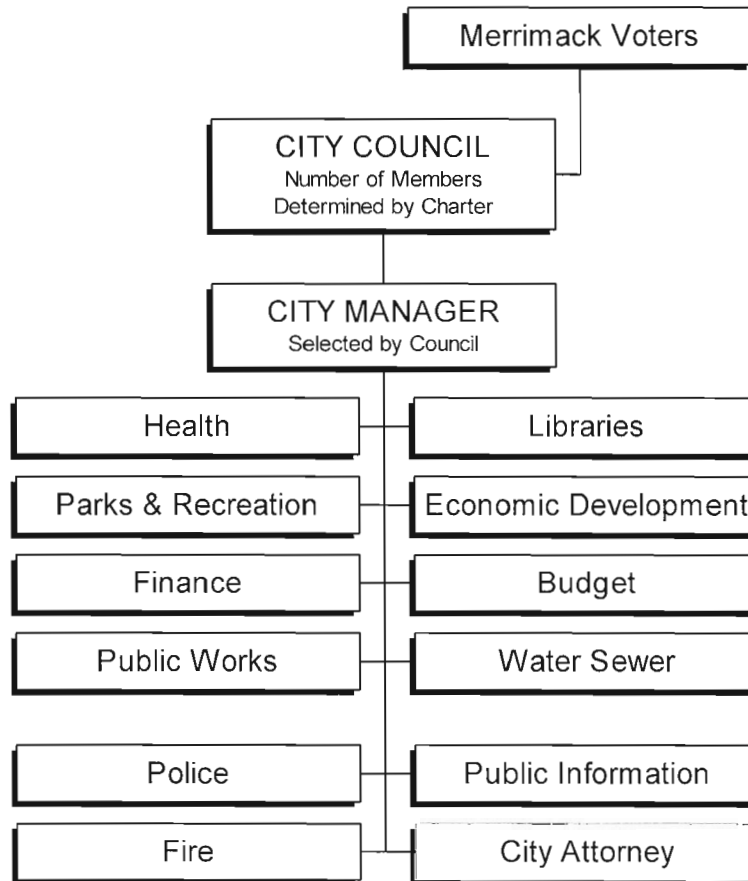 Merrimack Voters
CITY COUNCIL
Number of Members
Determined by Charter
CITY MANAGER
Selected by Council
Health
Libraries
Parks & Recreation
Economic Development
Finance
Budget
Public Works
Water Sewer
Police
Public Information
Fire
City Attorney